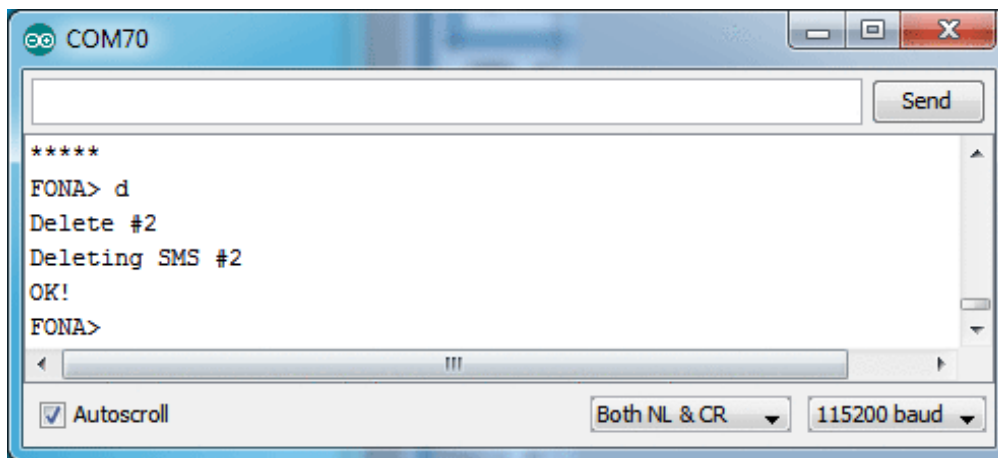 COM70
Send
*****
FONA> d
Delete #2
Deleting SMS #2
OK!
FONA>
Autoscroll
Both NL & CR
115200 baud